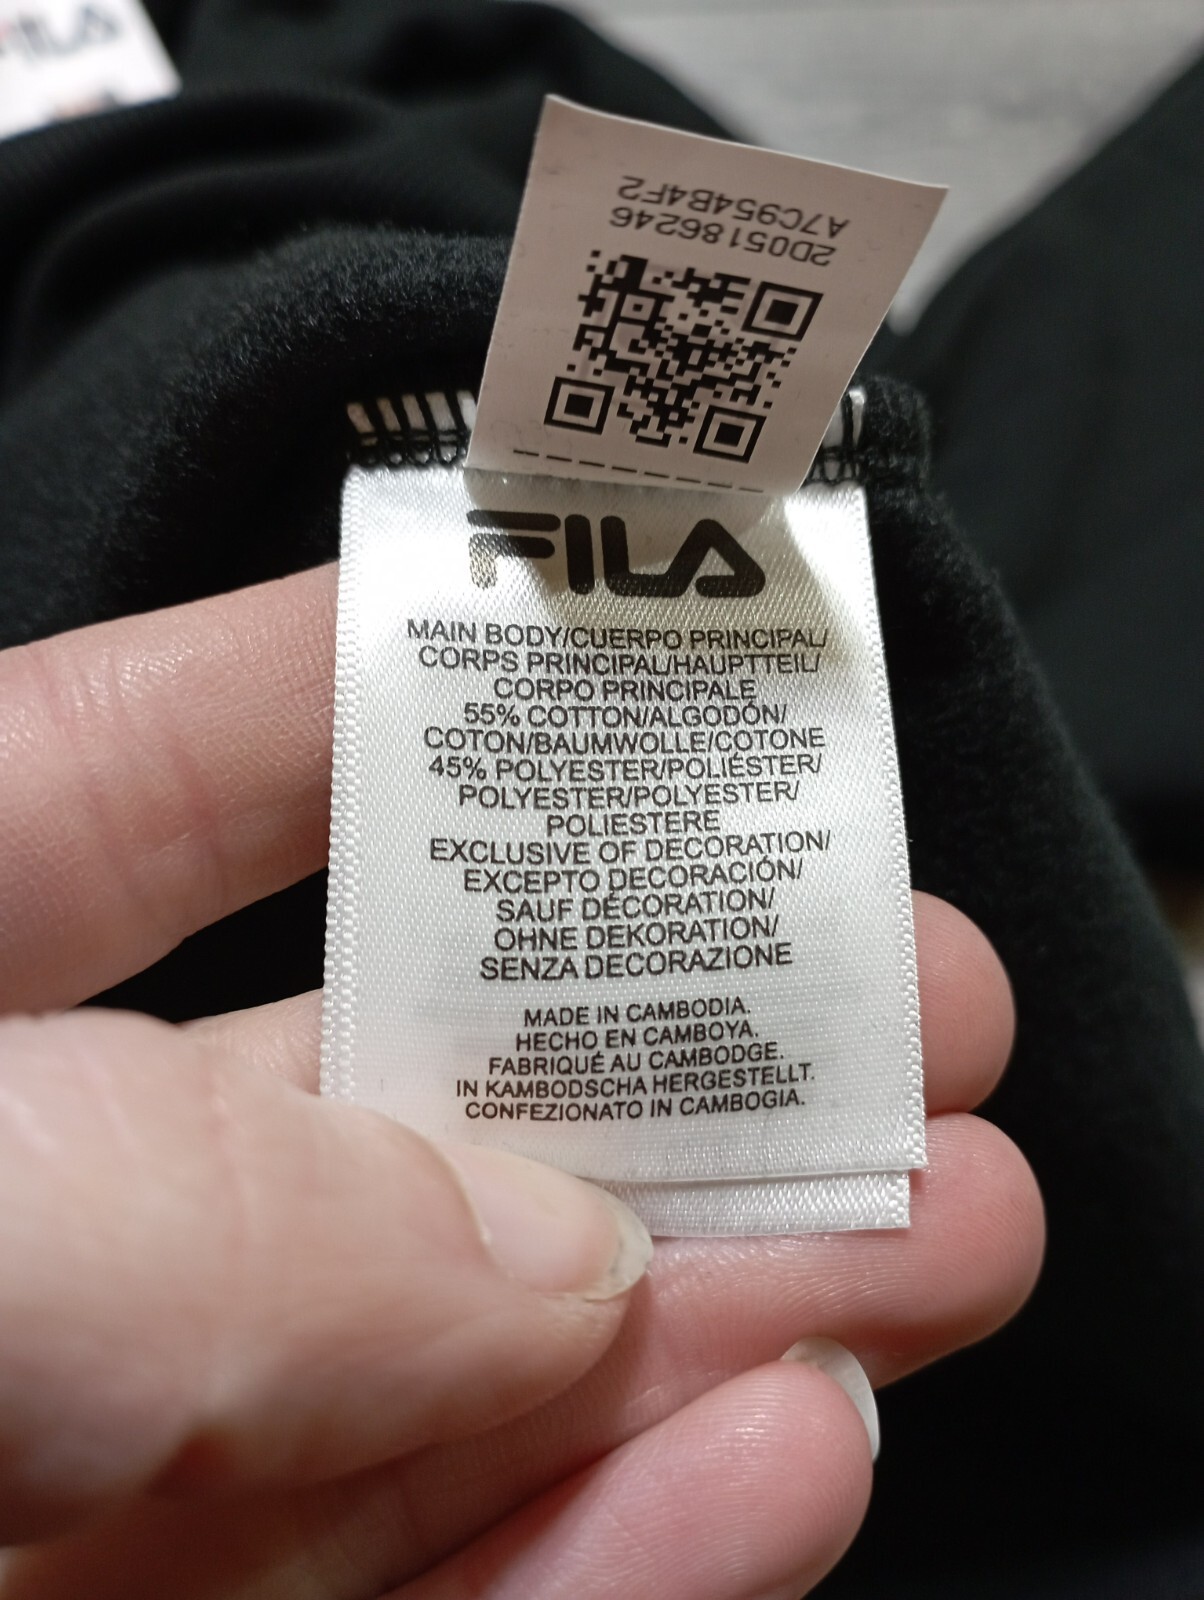 FILA
2D05186246
A7C954B4F2
FILA
MAIN BODY/CUERPO PRINCIPAL/
CORPS PRINCIPAL/HAUPTTEIL/
CORPO PRINCIPALE
55% COTTON/ALGODÓN/
COTON/BAUMWOLLE/COTONE
45% POLYESTER/POLIÉSTER/
POLYESTER/POLYESTER/
POLIESTERE
EXCLUSIVE OF DECORATION/
EXCEPTO DECORACIÓN/
SAUF DÉCORATION/
OHNE DEKORATION/
SENZA DECORAZIONE
MADE IN CAMBODIA.
HECHO EN CAMBOYA.
FABRIQUÉ AU CAMBODGE.
IN KAMBODSCHA HERGESTELLT.
CONFEZIONATO IN CAMBOGIA.